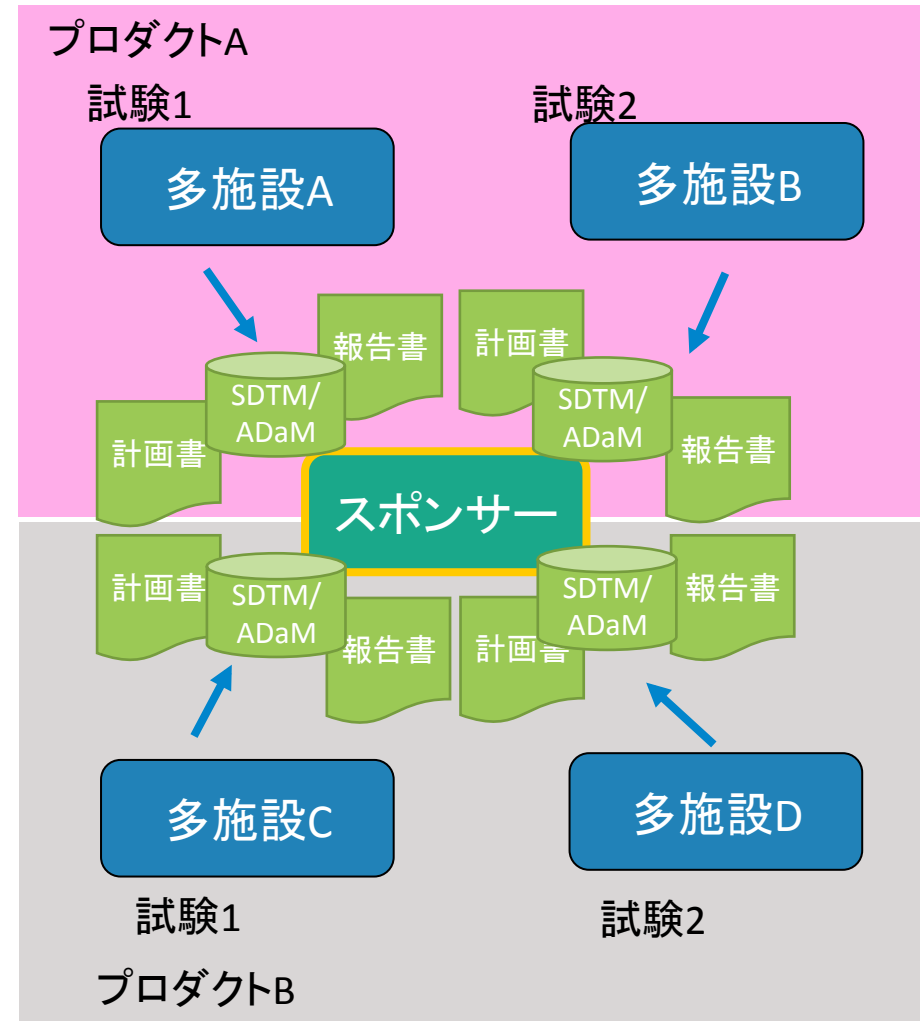 プロダクトA
試験1
試験2
多施設A
多施設B
報告書
計画書
SDTM/
ADaM
SDTM/
ADaM
計画書
報告書
スポンサー
計画書
SDTM/
ADaM
報告書
計画書
SDTM/
ADaM
報告書
多施設C
多施設D
試験1
試験2
プロダクトB